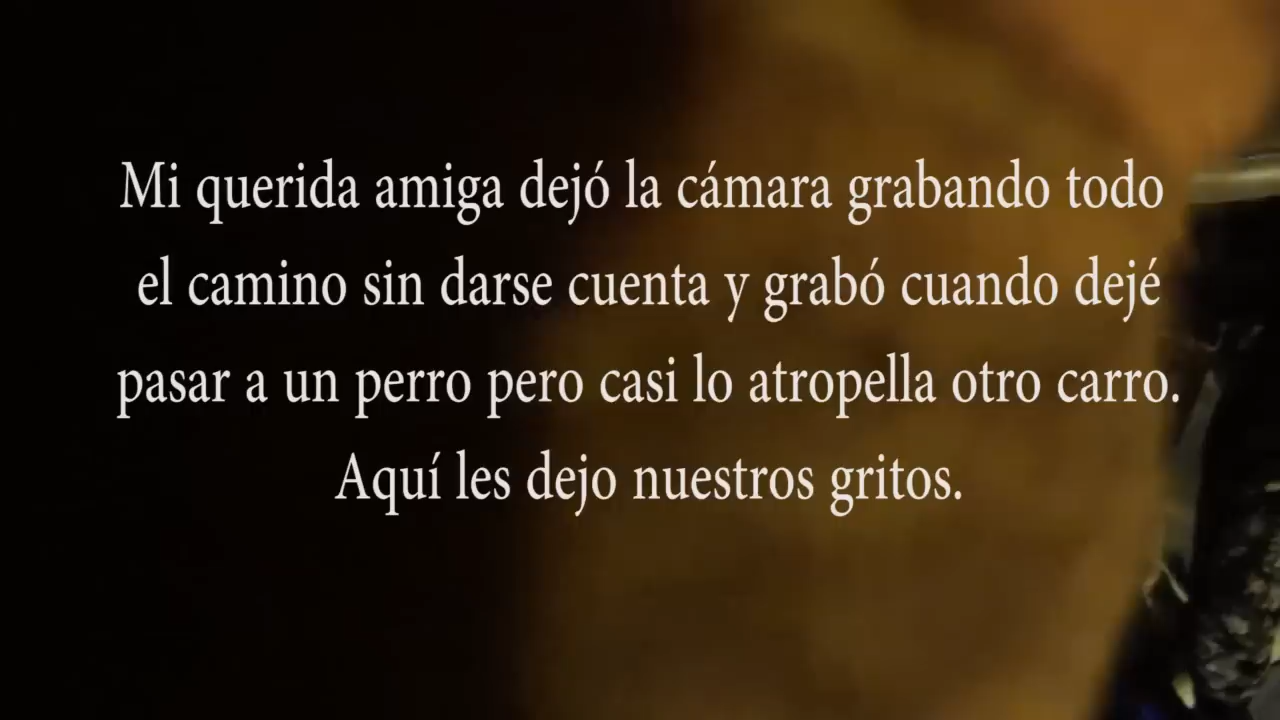 Mi querida amiga dejó la cámara grabando todo
el camino sin darse cuenta y grabó cuando dejé
pasar a un perro pero casi lo atropella otro carro.
Aquí les dejo nuestros gritos.